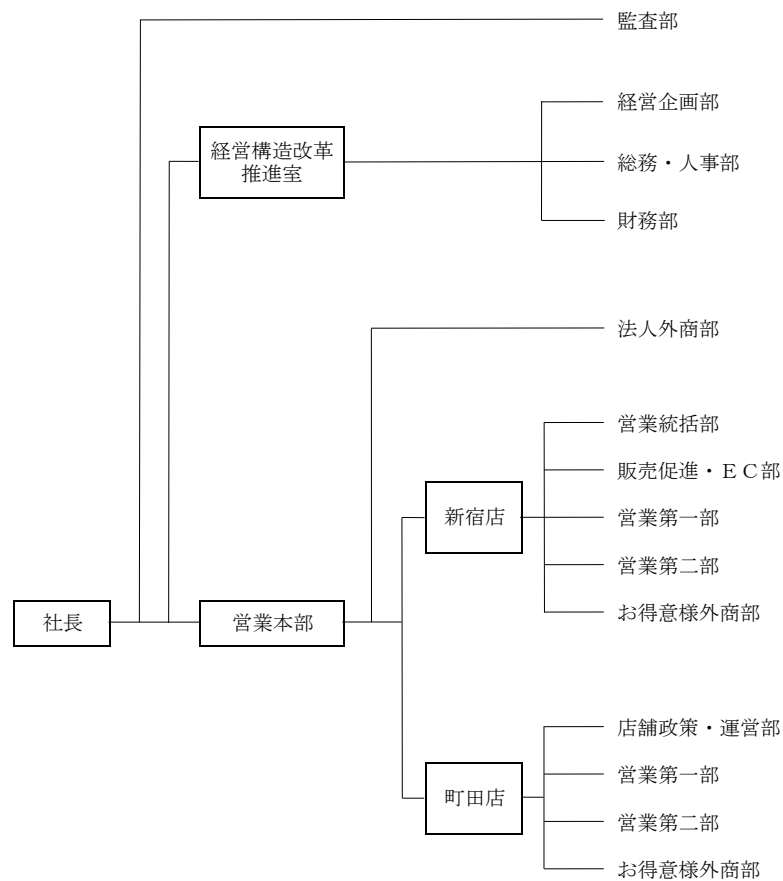 監査部
経営企画部
経営構造改革
推進室
総務・人事部
財務部
法人外商部
営業統括部
販売促進・ＥＣ部
新宿店
営業第一部
営業第二部
お得意様外商部
社長
営業本部
店舗政策・運営部
営業第一部
町田店
営業第二部
お得意様外商部